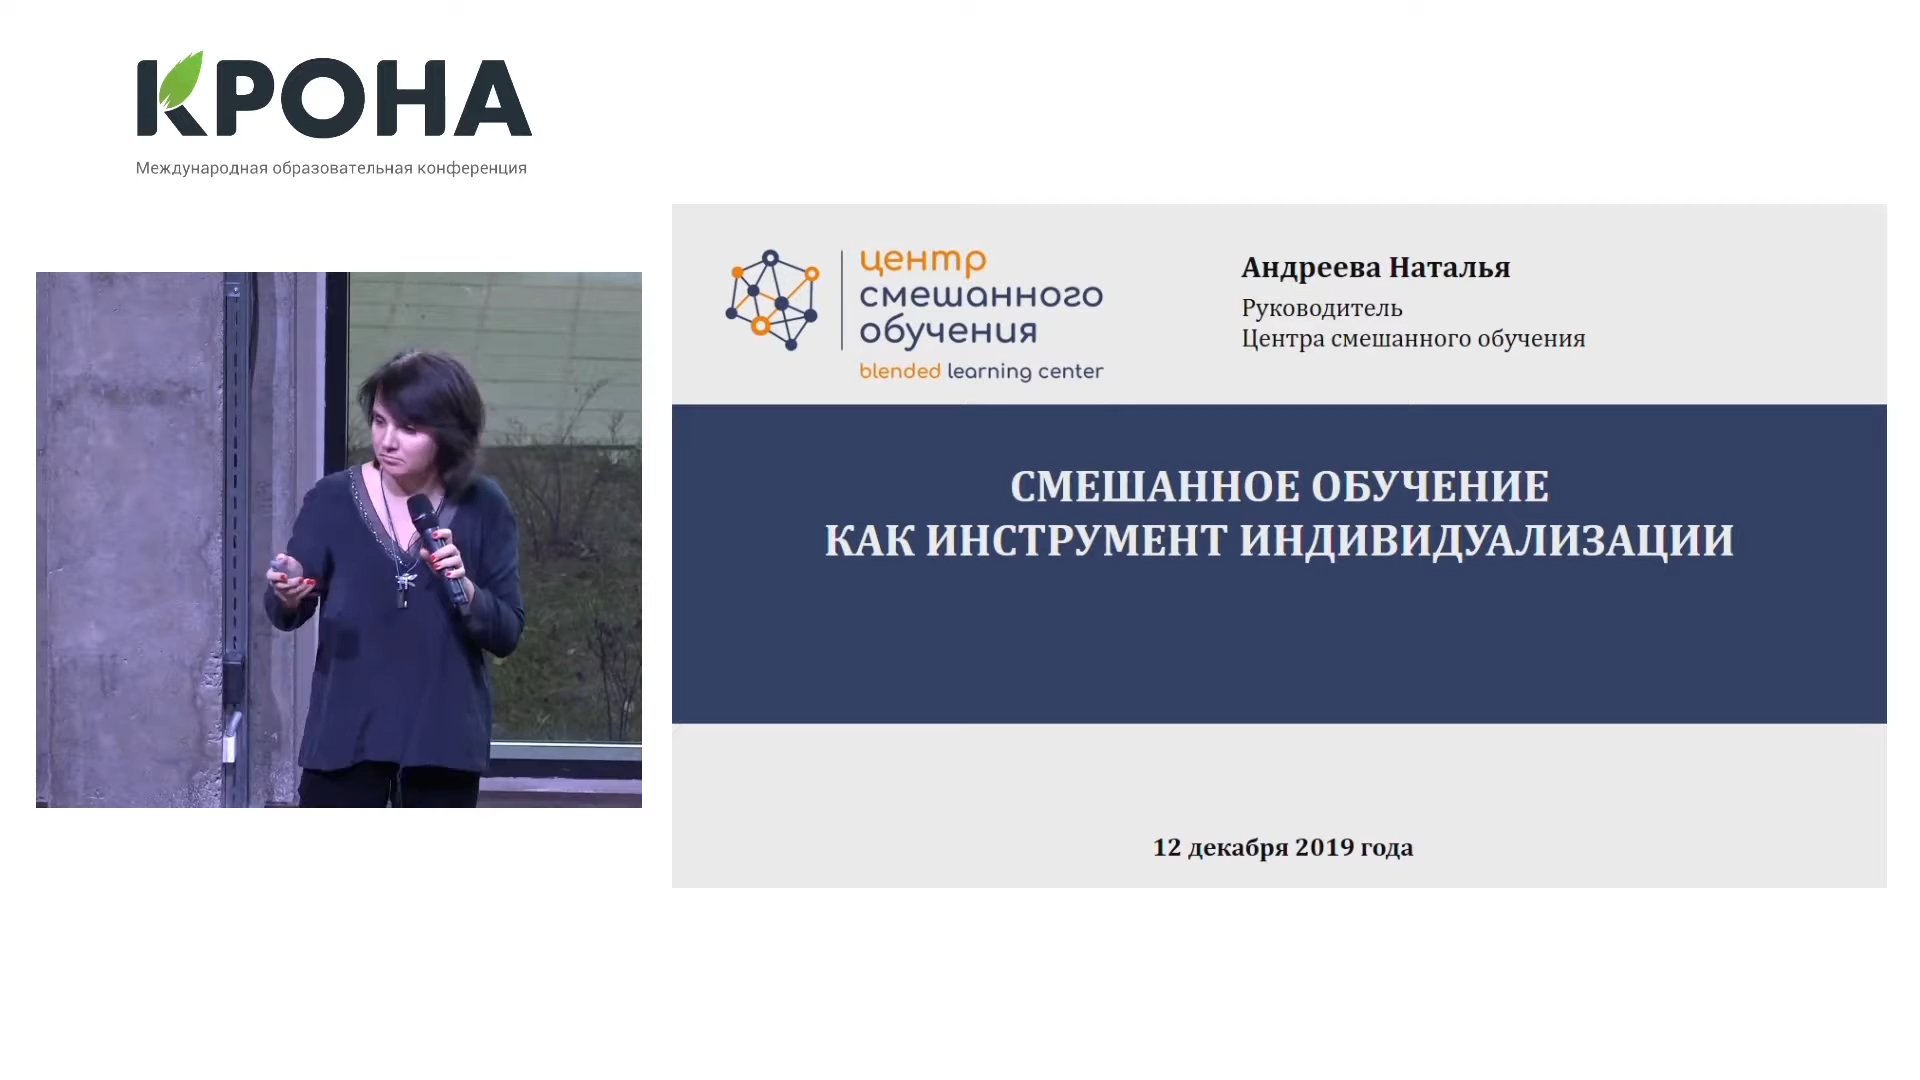 КРОНА
Международная образовательная конференция
центр
смешанного
обучения
blended learning center
Андреева Наталья
Руководитель
Центра смешанного обучения
СМЕШАННОЕ ОБУЧЕНИЕ
КАК ИНСТРУМЕНТ ИНДИВИДУАЛИЗАЦИИ
12 декабря 2019 года